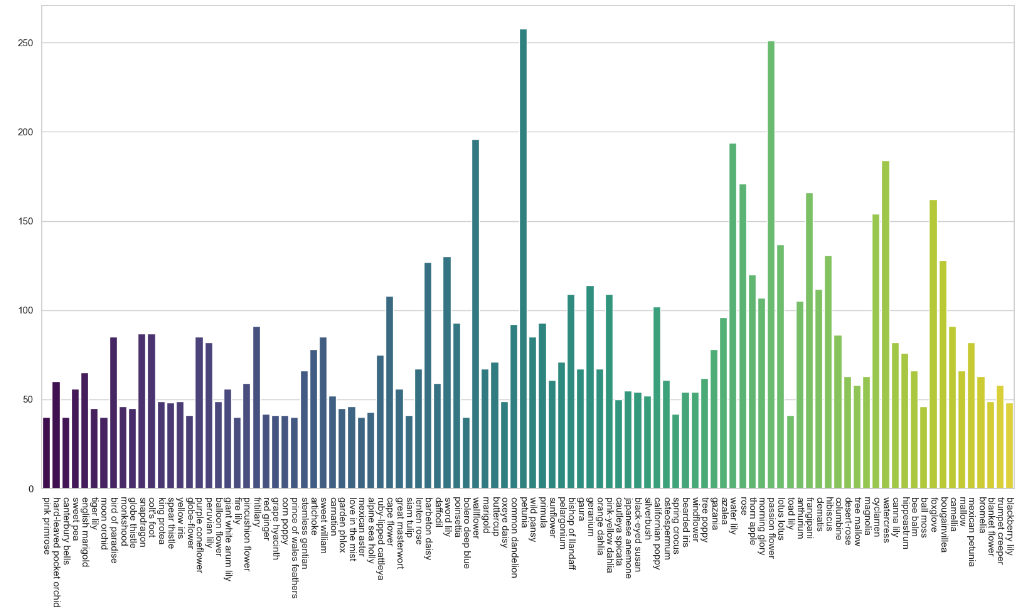 250
200
150
100
50
0
pink primrose
hard-leaved pocket orchid
canterbury bells
sweet pea
english marigold
tiger lily
moon orchid
bird of paradise
monkshood
globe thistle
snapdragon
colt's foot
king protea
spear thistle
yellow iris
globe-flower
purple coneflower
peruvian lily
balloon flower
giant white arum lily
fire lily
pincushion flower
fritillary
red ginger
grape hyacinth
corn poppy
prince of wales feathers
stemless gentian
artichoke
sweet william
carnation
garden phlox
love in the mist
mexican aster
alpine sea holly
ruby-lipped cattleya
cape flower
great masterwort
siam tulip
lenten rose
barbeton daisy
daffodil
sword lily
poinsettia
bolero deep blue
wallflower
marigold
buttercup
oxeye daisy
common dandelion
petunia
wild pansy
primula
sunflower
pelargonium
bishop of llandaff
gaura
geranium
orange dahlia
pink-yellow dahlia
cautleya spicata
japanese anemone
black-eyed susan
silverbush
californian poppy
osteospermum
spring crocus
bearded iris
windflower
tree poppy
gazania
azalea
water lily
rose
thorn apple
morning glory
passion flower
lotus lotus
toad lily
anthurium
frangipani
clematis
hibiscus
columbine
desert-rose
tree mallow
magnolia
cyclamen
watercress
canna lily
hippeastrum
bee balm
ball moss
foxglove
bougainvillea
camellia
mallow
mexican petunia
bromelia
blanket flower
trumpet creeper
blackberry lily